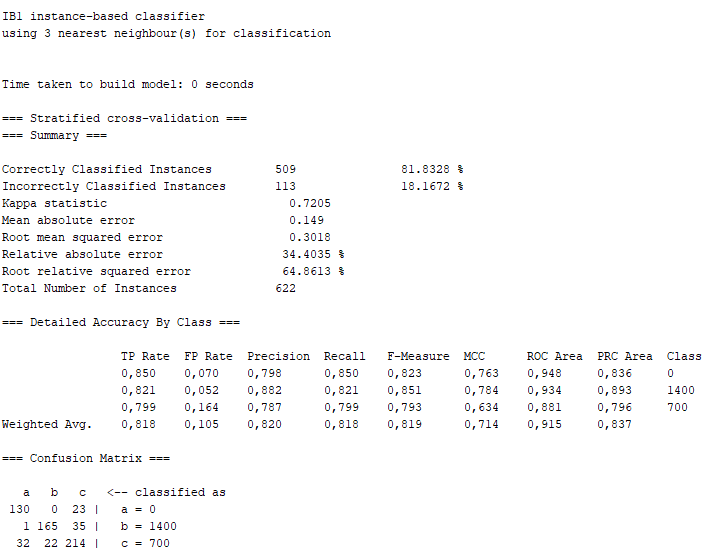 IB1 instance-based classifier
using 3 nearest neighbour(s) for classification
Time taken to build model: 0 seconds
=== Stratified cross-validation ===
=== Summary ===
Correctly Classified Instances 509 81.8328 %
Incorrectly Classified Instances 113 18.1672 %
Kappa statistic 0.7205
Mean absolute error 0.149
Root mean squared error 0.3018
Relative absolute error 34.4035 %
Root relative squared error 64.8613 %
Total Number of Instances 622
=== Detailed Accuracy By Class ===
TP Rate FP Rate Precision Recall F-Measure MCC ROC Area PRC Area Class
0,850 0,070 0,798 0,850 0,823 0,763 0,948 0,836 0
0,821 0,052 0,882 0,821 0,851 0,784 0,934 0,893 1400
0,799 0,164 0,787 0,799 0,793 0,634 0,881 0,796 700
Weighted Avg. 0,818 0,105 0,820 0,818 0,819 0,714 0,915 0,837
=== Confusion Matrix ===
a b c <-- classified as
130 0 23 | a = 0
1 165 35 | b = 1400
32 22 214 | c = 700